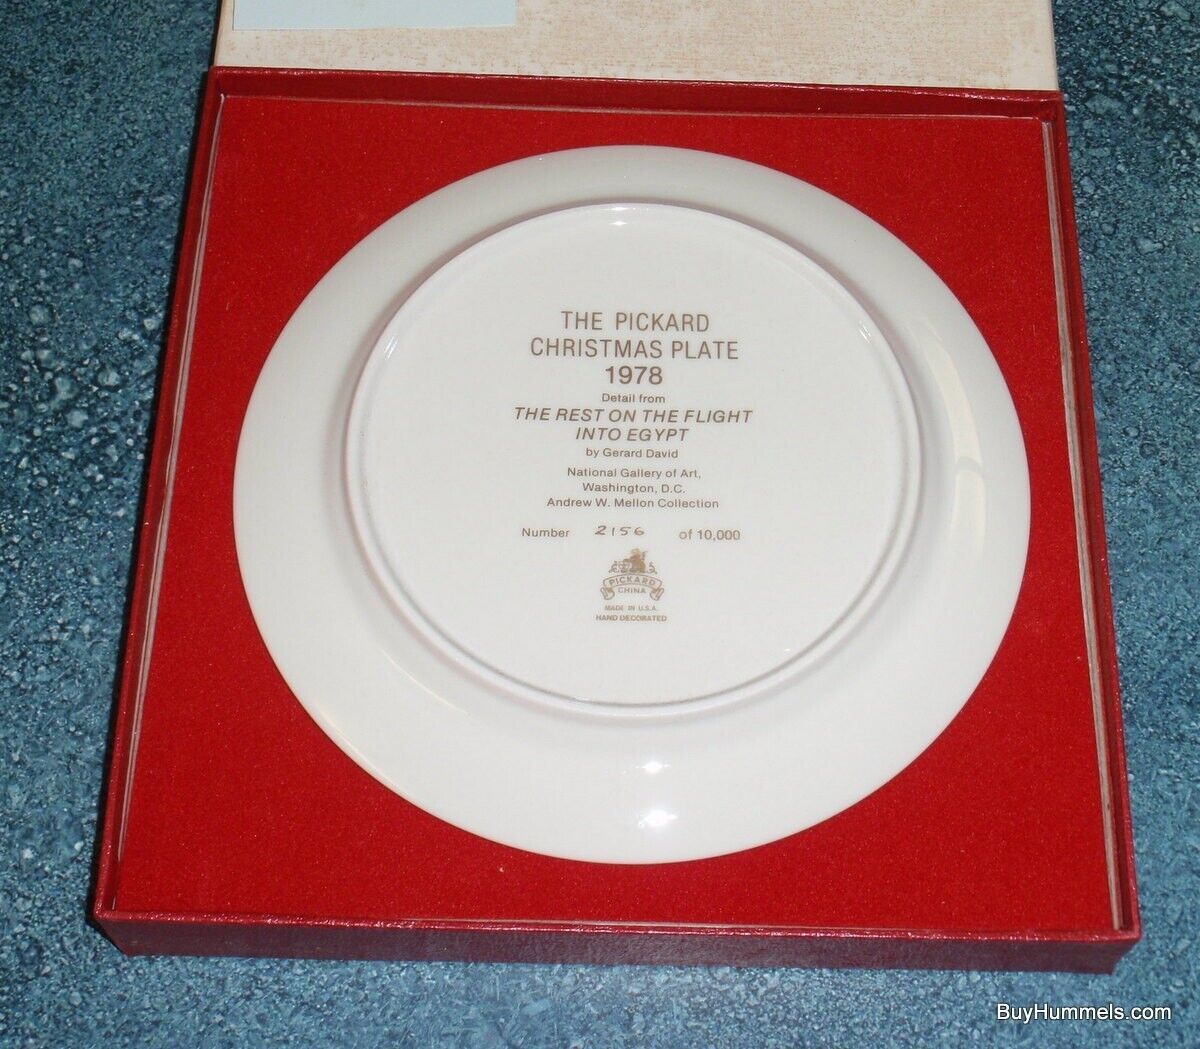 THE PICKARD
CHRISTMAS PLATE
1978
Detail from
THE REST ON THE FLIGHT
INTO EGYPT
by Gerard David
National Gallery of Art,
Washington, D.C.
Andrew W. Mellon Collection
Number 2156 of 10,000
PICKARD
CHINA
MADE IN U.S.A.
HAND DECORATED
BuyHummels.com